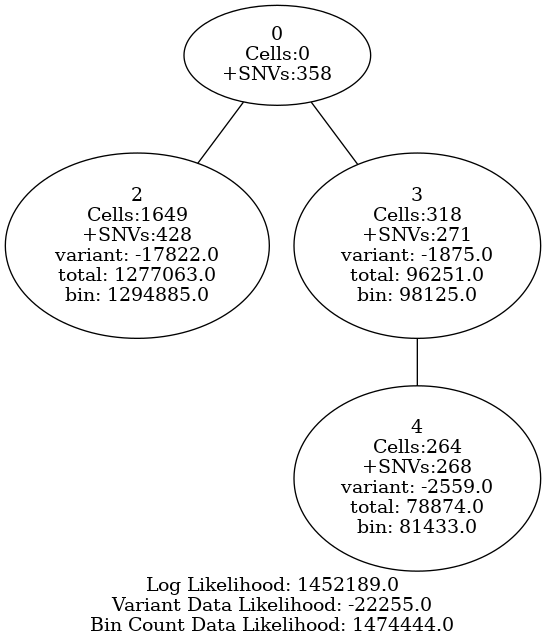 0
Cells:0
+SNVs:358
2
Cells:1649
+SNVs:428
variant: -17822.0
total: 1277063.0
bin: 1294885.0
3
Cells:318
+SNVs:271
variant: -1875.0
total: 96251.0
bin: 98125.0
4
Cells:264
+SNVs:268
variant: -2559.0
total: 78874.0
bin: 81433.0
Log Likelihood: 1452189.0
Variant Data Likelihood: -22255.0
Bin Count Data Likelihood: 1474444.0